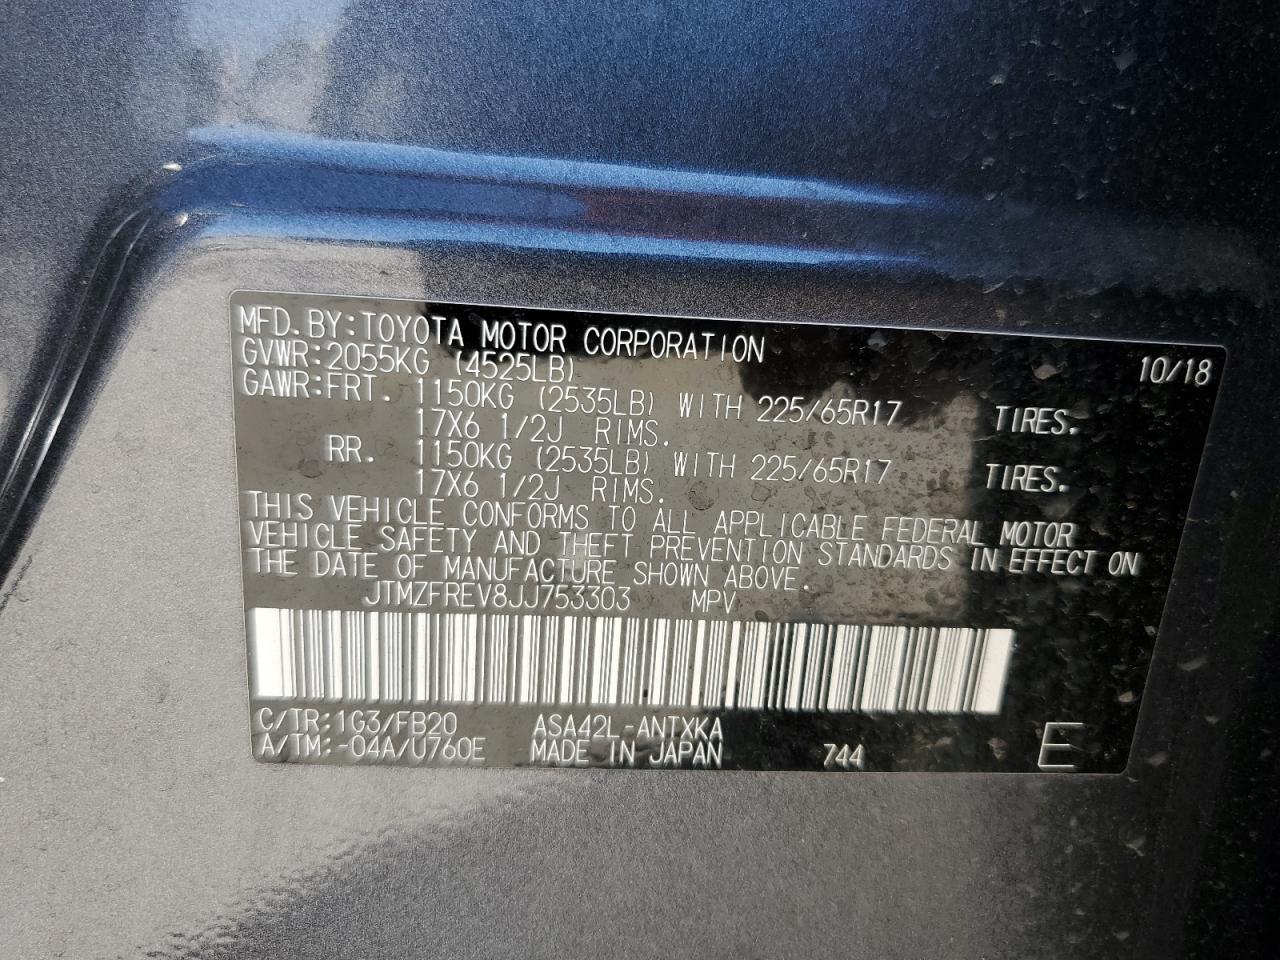 MFD. BY: TOYOTA MOTOR CORPORATION 10/18
GVWR: 2055KG (4525LB)
GAWR: FRT. 1150KG (2535LB) WITH 225/65R17 TIRES.
17X6 1/2J RIMS.
RR. 1150KG (2535LB) WITH 225/65R17 TIRES.
17X6 1/2J RIMS.
THIS VEHICLE CONFORMS TO ALL APPLICABLE FEDERAL MOTOR
VEHICLE SAFETY AND THEFT PREVENTION STANDARDS IN EFFECT ON
THE DATE OF MANUFACTURE SHOWN ABOVE.
JTMZFREV8JJ753303 MPV
C/TR: 1G3/FB20 ASA42L-ANTXKA
A/TM: -04A/U760E MADE IN JAPAN 744 E